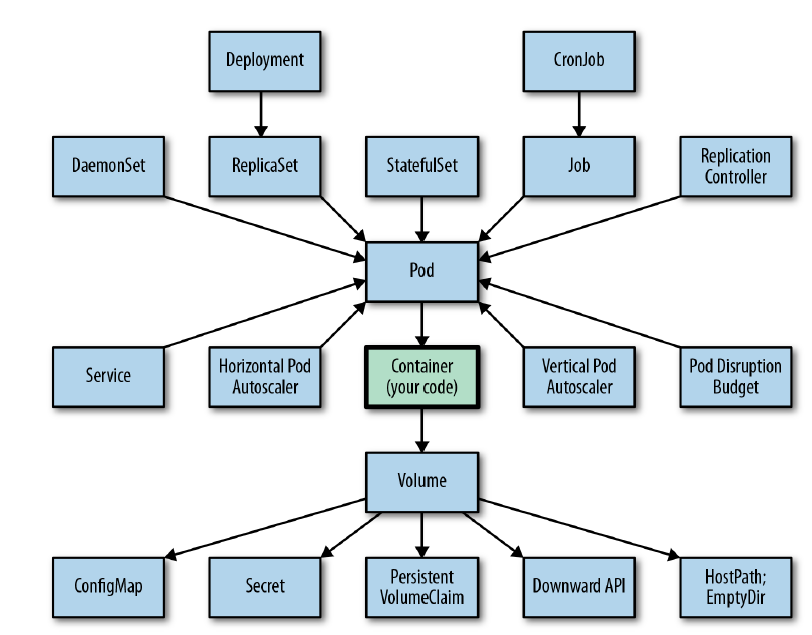 Deployment
CronJob
DaemonSet
ReplicaSet
StatefulSet
Job
Replication
Controller
Pod
Service
Horizontal Pod
Autoscaler
Container
(your code)
Vertical Pod
Autoscaler
Pod Disruption
Budget
Volume
ConfigMap
Secret
Persistent
VolumeClaim
Downward API
HostPath;
EmptyDir